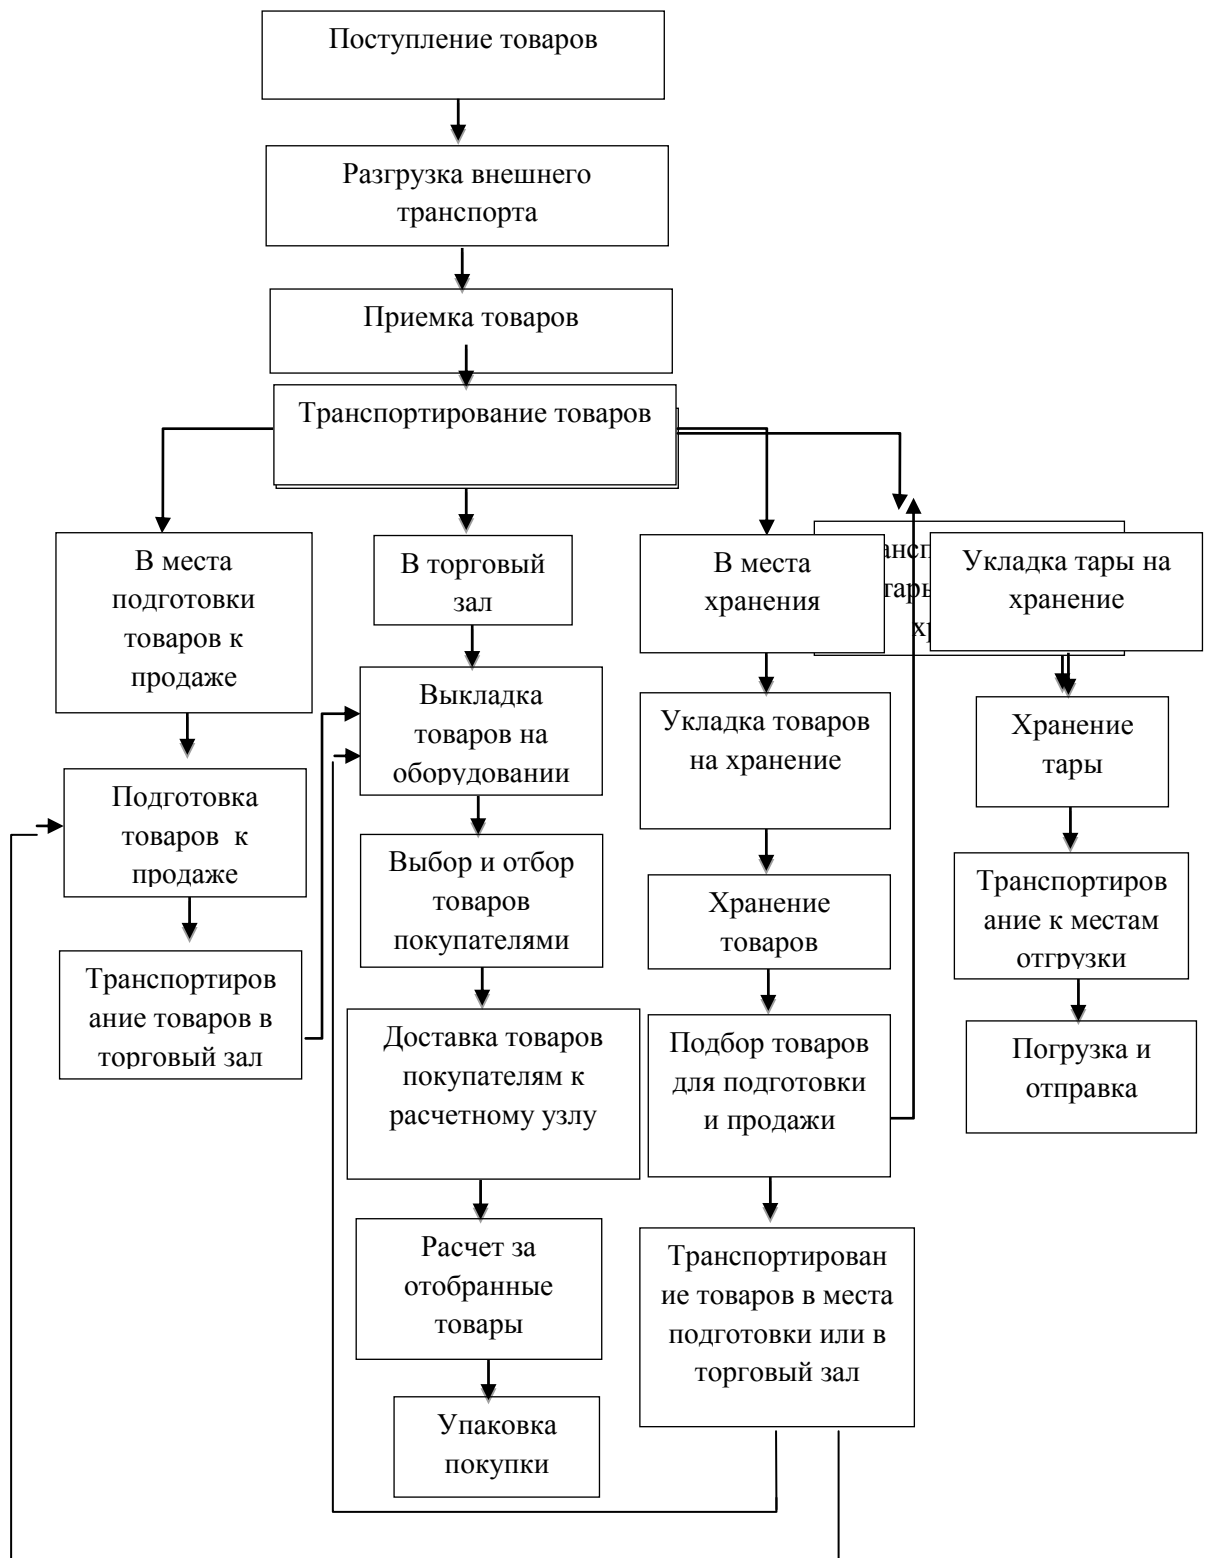 Поступление товаров
Разгрузка внешнего
транспорта
Приемка товаров
Транспортирование товаров
В места
подготовки
товаров к
продаже
Подготовка
товаров к
продаже
Транспортиров
ание товаров в
торговый зал
В торговый
зал
Выкладка
товаров на
оборудовании
Выбор и отбор
товаров
покупателями
Доставка товаров
покупателям к
расчетному узлу
Расчет за
отобранные
товары
Упаковка
покупки
В места
хранения
Укладка товаров
на хранение
Хранение
товаров
Подбор товаров
для подготовки
и продажи
Транспортирован
ие товаров в места
подготовки или в
торговый зал
Укладка тары на
хранение
Хранение
тары
Транспортиров
ание к местам
отгрузки
Погрузка и
отправка